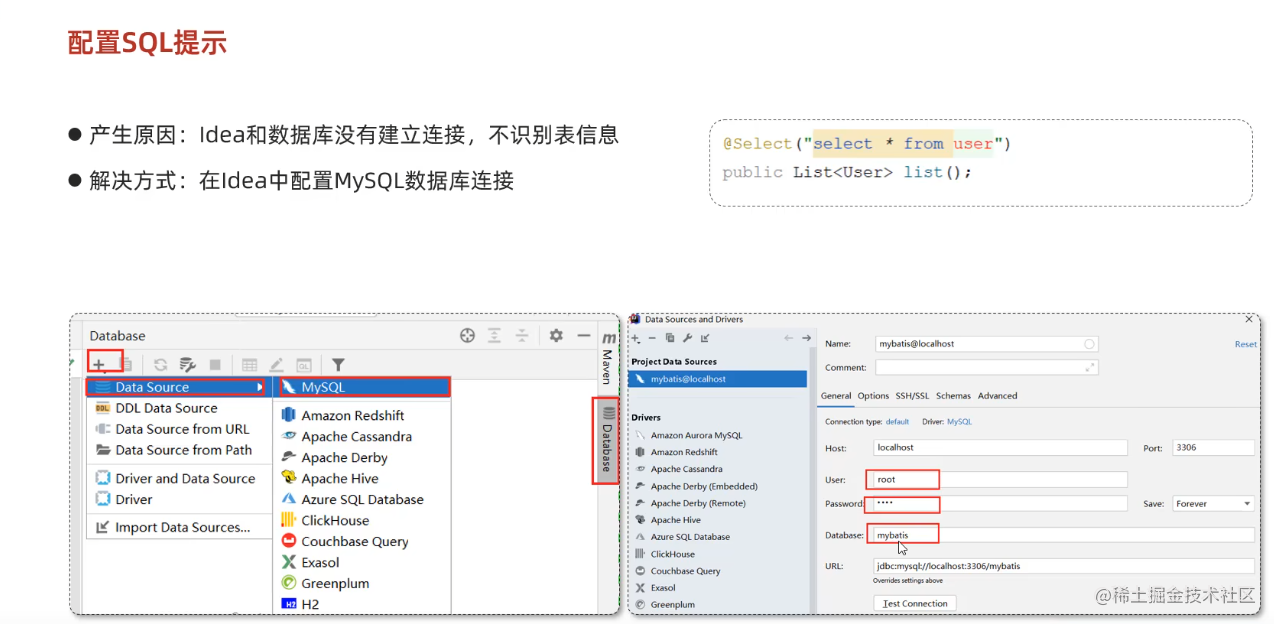 配置SQL提示
● 产生原因：Idea和数据库没有建立连接，不识别表信息
● 解决方式：在Idea中配置MySQL数据库连接
@Select("select * from user")
public List<User> list();
Database
Data Source
DDL Data Source
Data Source from URL
Data Source from Path
Driver and Data Source
Driver
Import Data Sources...
MySQL
Amazon Redshift
Apache Cassandra
Apache Derby
Apache Hive
Azure SQL Database
ClickHouse
Couchbase Query
Exasol
Greenplum
H2
Maven
Database
Data Sources and Drivers
Project Data Sources
mybatis@localhost
Drivers
Amazon Aurora MySQL
Amazon Redshift
Apache Cassandra
Apache Derby (Embedded)
Apache Derby (Remote)
Apache Hive
Azure SQL Database
ClickHouse
Couchbase Query
Exasol
Greenplum
Name: mybatis@localhost Reset
Comment:
General Options SSH/SSL Schemas Advanced
Connection type: default Driver: MySQL
Host: localhost Port: 3306
User: root
Password: •••• Save: Forever
Database: mybatis
URL: jdbc:mysql://localhost:3306/mybatis
Overrides settings above
Test Connection
@稀土掘金技术社区